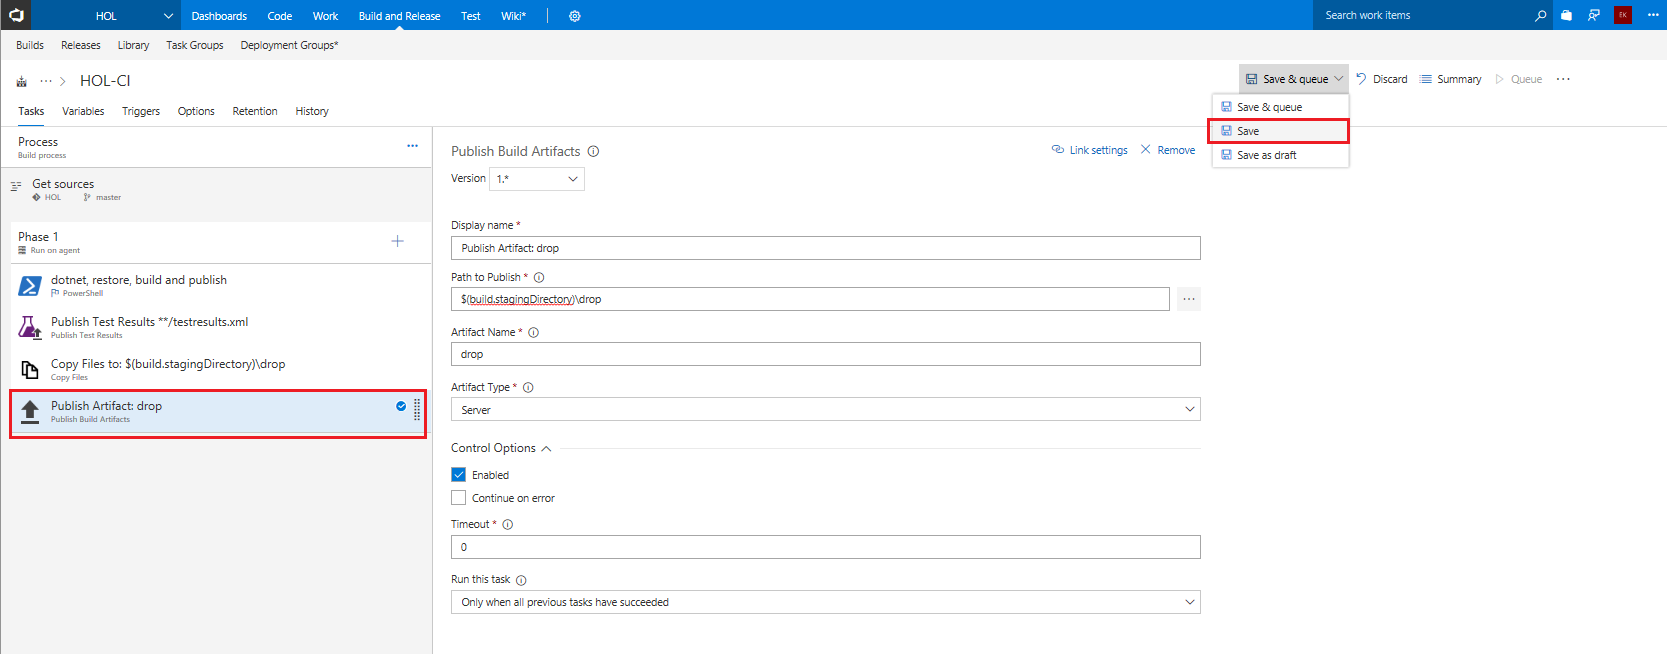 HOL Dashboards Code Work Build and Release Test Wiki* Search work items EK
Builds Releases Library Task Groups Deployment Groups*
... > HOL-CI Save & queue Discard Summary Queue ...
Save & queue
Save
Save as draft
Tasks Variables Triggers Options Retention History
Process
Build process
...
Get sources
HOL master
Phase 1
Run on agent
dotnet, restore, build and publish
PowerShell
Publish Test Results **/testresults.xml
Publish Test Results
Copy Files to: $(build.stagingDirectory)\drop
Copy Files
Publish Artifact: drop
Publish Build Artifacts
Publish Build Artifacts Link settings Remove
Version 1.*
Display name *
Publish Artifact: drop
Path to Publish *
$(build.stagingDirectory)\drop
...
Artifact Name *
drop
Artifact Type *
Server
Control Options
Enabled
Continue on error
Timeout *
0
Run this task
Only when all previous tasks have succeeded